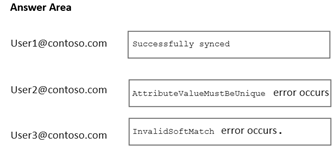 Answer Area
User1@contoso.com Successfully synced
User2@contoso.com AttributeValueMustBeUnique error occurs
User3@contoso.com InvalidSoftMatch error occurs.